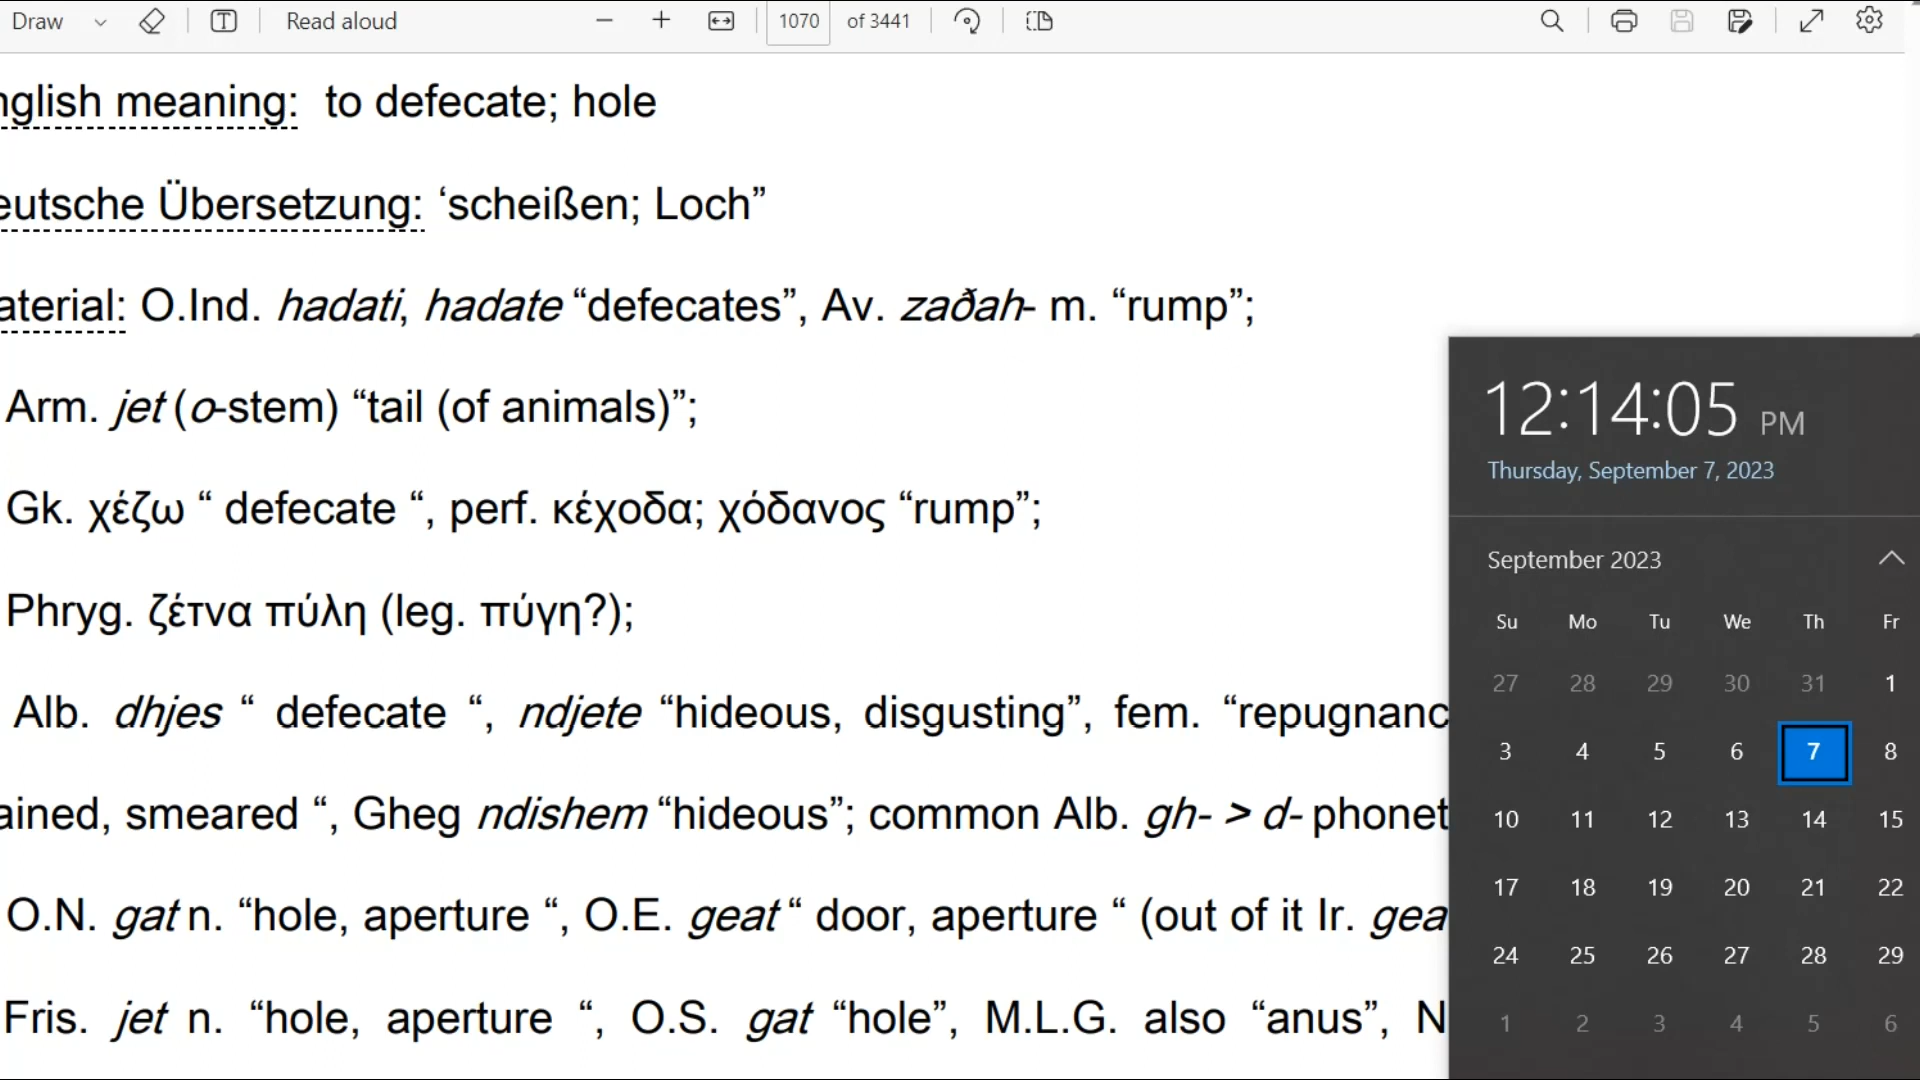 Draw Read aloud 1070 of 3441
nglish meaning: to defecate; hole
eutsche Übersetzung: ‘scheißen; Loch”
aterial: O.Ind. hadati, hadate “defecates”, Av. zaðah- m. “rump”;
Arm. jet (o-stem) “tail (of animals)”;
Gk. χέζω “ defecate “, perf. κέχοδα; χόδανος “rump”;
Phryg. ζέτνα πύλη (leg. πύγη?);
Alb. dhjes “ defecate “, ndjete “hideous, disgusting”, fem. “repugnanc
ained, smeared “, Gheg ndishem “hideous”; common Alb. gh- > d- phonet
O.N. gat n. “hole, aperture “, O.E. geat “ door, aperture “ (out of it Ir. gea
Fris. jet n. “hole, aperture “, O.S. gat “hole”, M.L.G. also “anus”, N
12:14:05 PM
Thursday, September 7, 2023
September 2023
Su Mo Tu We Th Fr
27 28 29 30 31 1
3 4 5 6 7 8
10 11 12 13 14 15
17 18 19 20 21 22
24 25 26 27 28 29
1 2 3 4 5 6